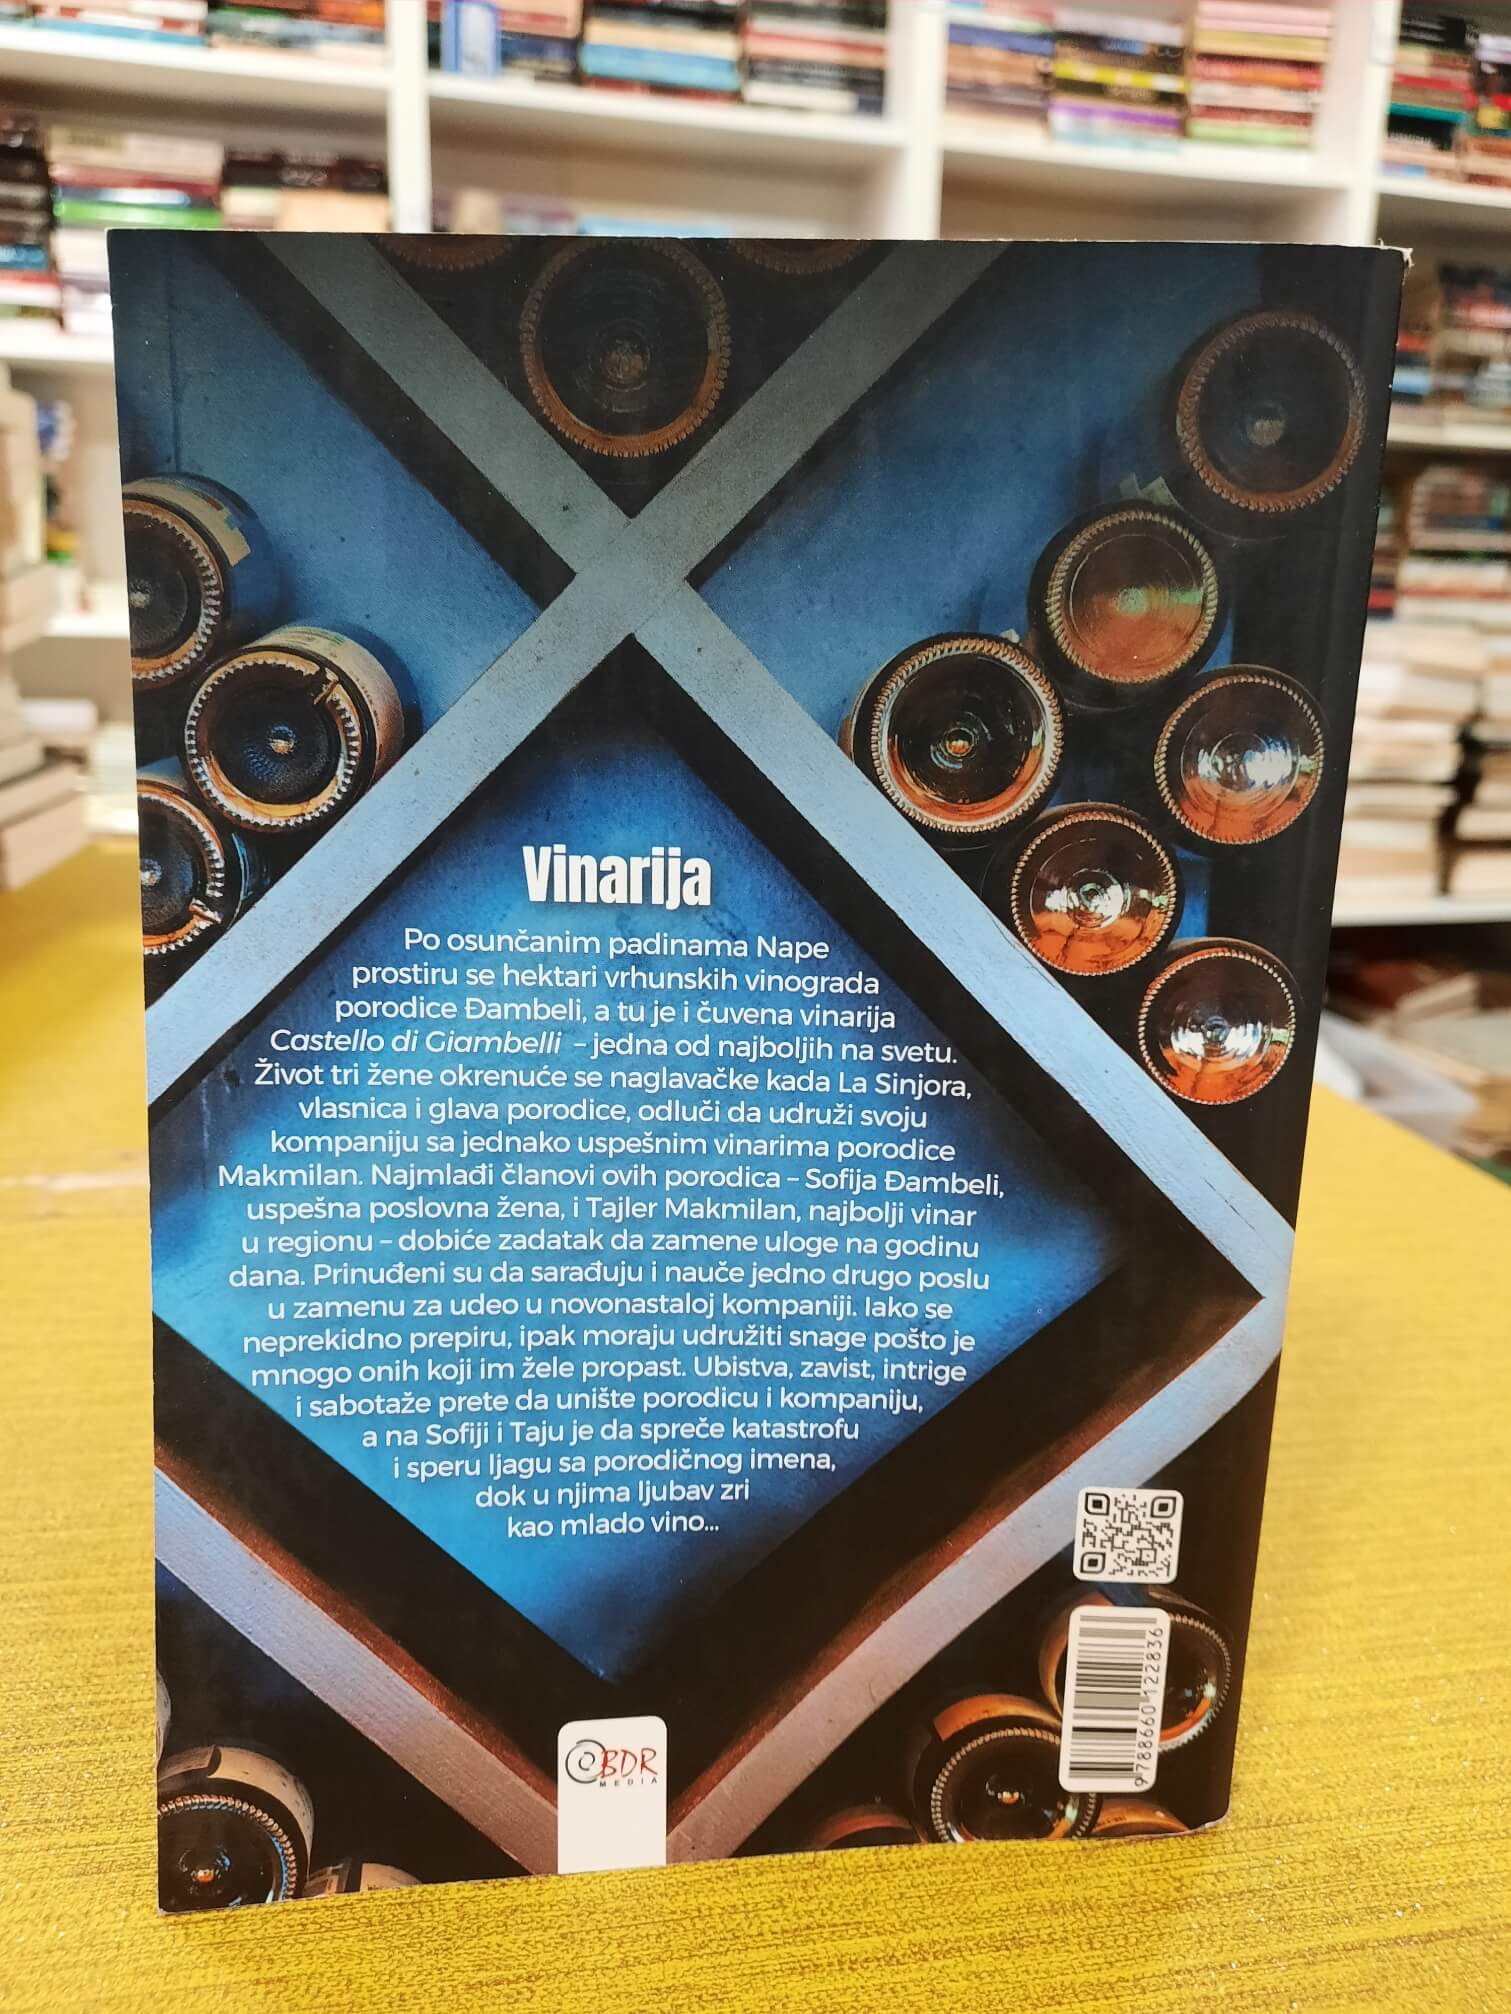 Vinarija
Po osunčanim padinama Nape
prostiru se hektari vrhunskih vinograda
porodice Đambeli, a tu je i čuvena vinarija
Castello di Giambelli – jedna od najboljih na svetu.
Život tri žene okrenuće se naglavačke kada La Sinjora,
vlasnica i glava porodice, odluči da udruži svoju
kompaniju sa jednako uspešnim vinarima porodice
Makmilan. Najmlađi članovi ovih porodica – Sofija Đambeli,
uspešna poslovna žena, i Tajler Makmilan, najbolji vinar
u regionu – dobiće zadatak da zamene uloge na godinu
dana. Prinuđeni su da sarađuju i nauče jedno drugo poslu
u zamenu za udeo u novonastaloj kompaniji. Iako se
neprekidno prepiru, ipak moraju udružiti snage pošto je
mnogo onih koji im žele propast. Ubistva, zavist, intrige
i sabotaže prete da unište porodicu i kompaniju,
a na Sofiji i Taju je da spreče katastrofu
i speru ljagu sa porodičnog imena,
dok u njima ljubav zri
kao mlado vino...
BDR
MEDIA
9788660122836